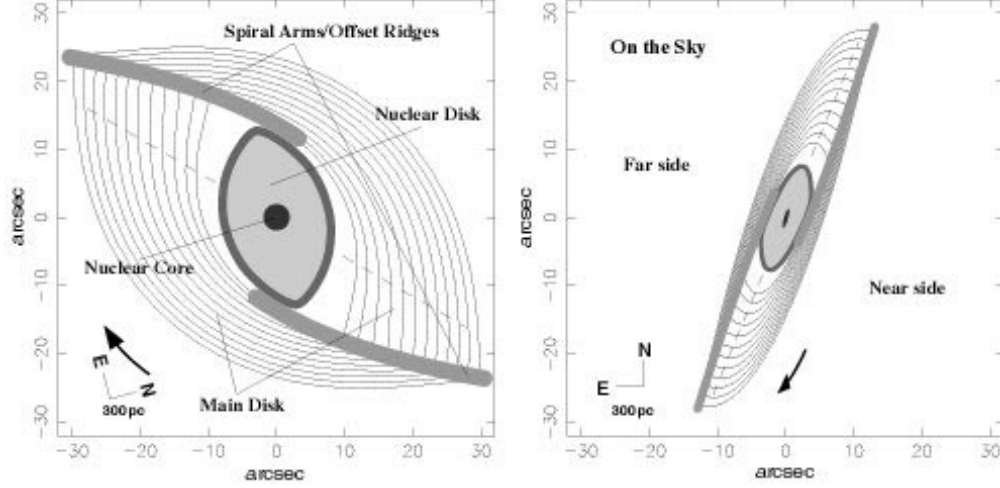 Spiral Arms/Offset Ridges
Nuclear Disk
Nuclear Core
Main Disk
E
N
300pc
30
20
10
0
−10
−20
−30
arcsec
−30 −20 −10 0 10 20 30
arcsec
On the Sky
Far side
Near side
N
E
300pc
30
20
10
0
−10
−20
−30
arcsec
−30 −20 −10 0 10 20 30
arcsec